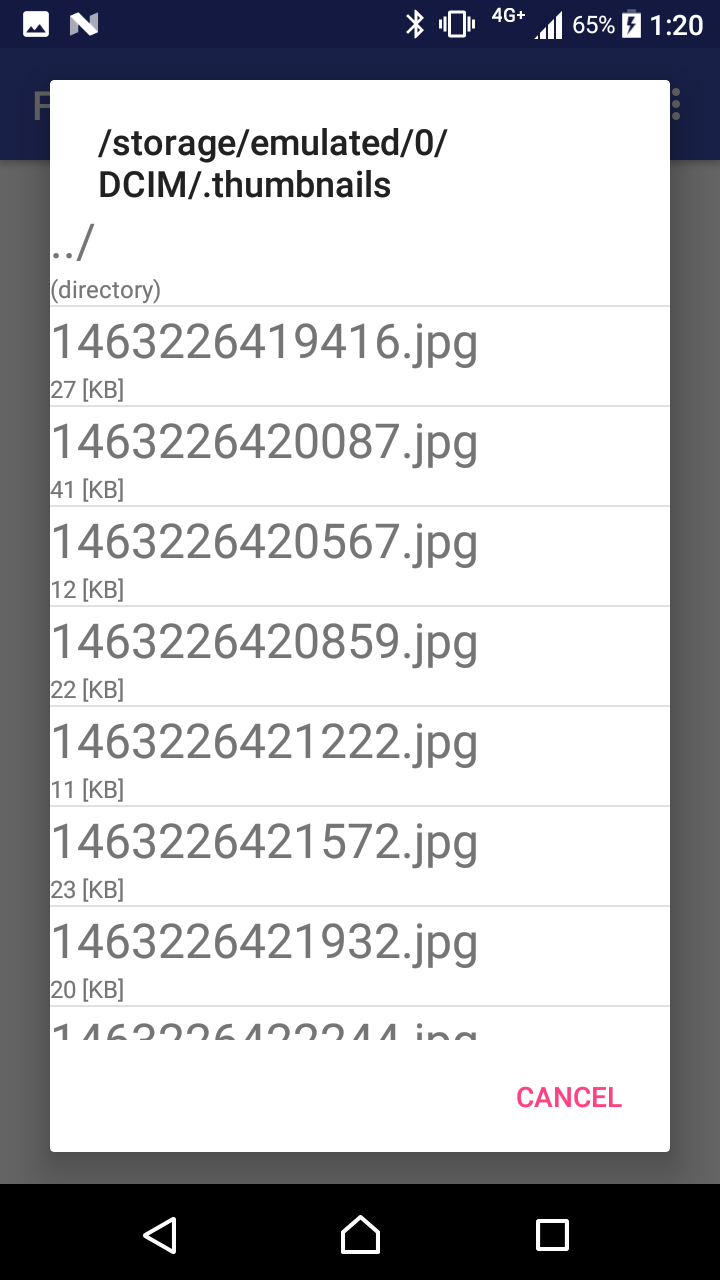 4G+ 65% 1:20
F
/storage/emulated/0/
DCIM/.thumbnails
../
(directory)
1463226419416.jpg
27 [KB]
1463226420087.jpg
41 [KB]
1463226420567.jpg
12 [KB]
1463226420859.jpg
22 [KB]
1463226421222.jpg
11 [KB]
1463226421572.jpg
23 [KB]
1463226421932.jpg
20 [KB]
1463226422244.jpg
CANCEL